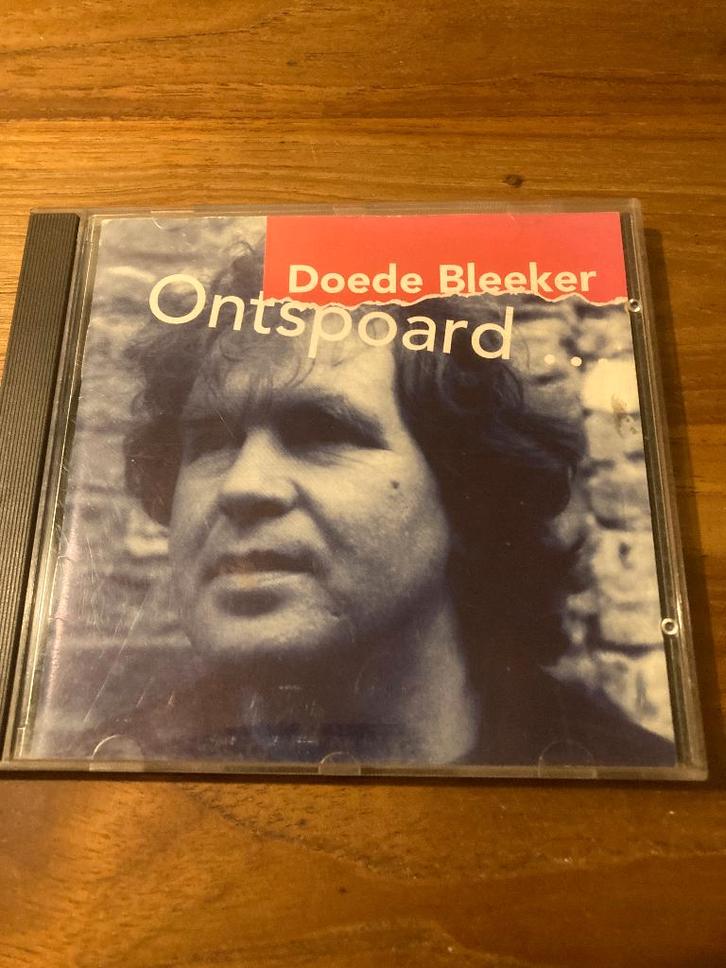 Doede Bleeker
Ontspoard ...